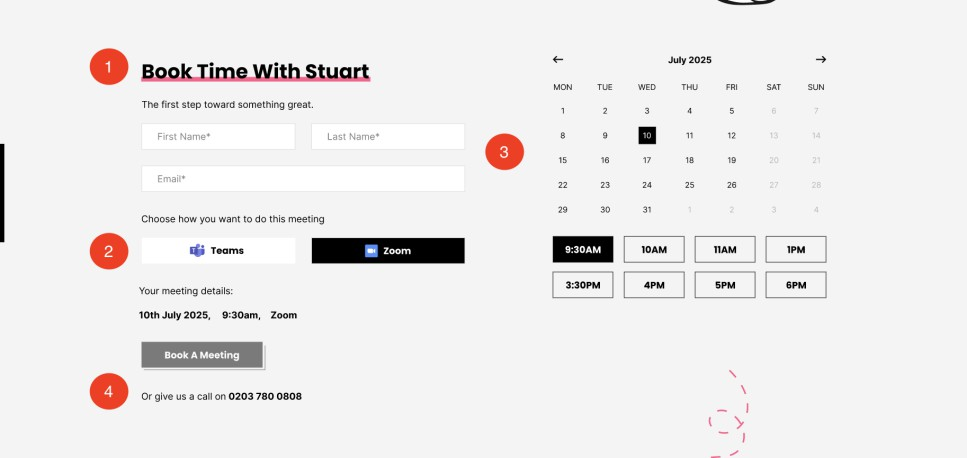 1
Book Time With Stuart
The first step toward something great.
First Name* Last Name*
Email*
Choose how you want to do this meeting
2
Teams Zoom
Your meeting details:
10th July 2025, 9:30am, Zoom
Book A Meeting
4
Or give us a call on 0203 780 0808
3
← July 2025 →
MON TUE WED THU FRI SAT SUN
1 2 3 4 5 6 7
8 9 10 11 12 13 14
15 16 17 18 19 20 21
22 23 24 25 26 27 28
29 30 31 1 2 3 4
9:30AM 10AM 11AM 1PM
3:30PM 4PM 5PM 6PM